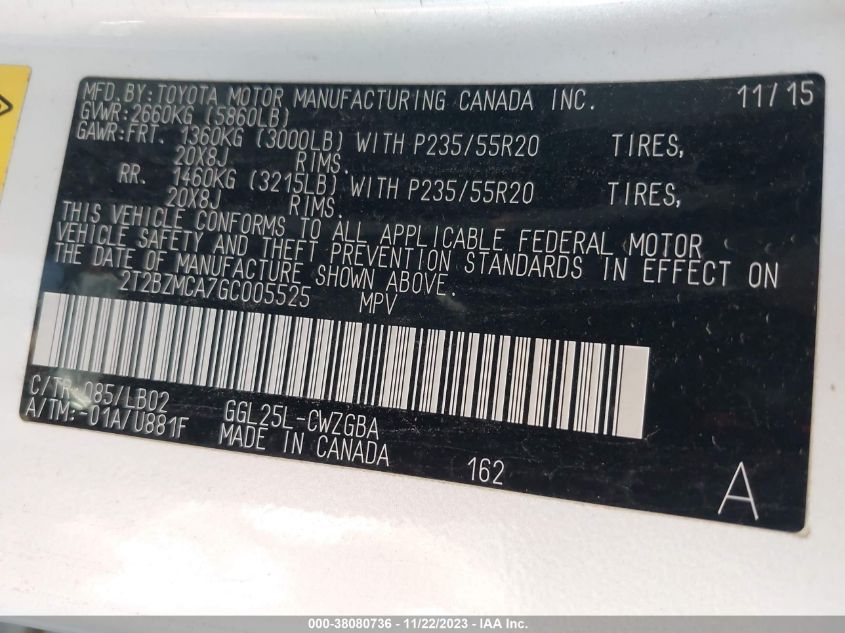 MFD. BY: TOYOTA MOTOR MANUFACTURING CANADA INC. 11/15
GVWR: 2660KG (5860LB)
GAWR: FRT. 1360KG (3000LB) WITH P235/55R20 TIRES,
20X8J RIMS.
RR. 1460KG (3215LB) WITH P235/55R20 TIRES,
20X8J RIMS.
THIS VEHICLE CONFORMS TO ALL APPLICABLE FEDERAL MOTOR
VEHICLE SAFETY AND THEFT PREVENTION STANDARDS IN EFFECT ON
THE DATE OF MANUFACTURE SHOWN ABOVE.
2T2BZMCA7GC005525 MPV
C/TR: 085/LB02 GGL25L-CWZGBA
A/TM: -01A/U881F MADE IN CANADA 162 A
000-38080736 - 11/22/2023 - IAA Inc.